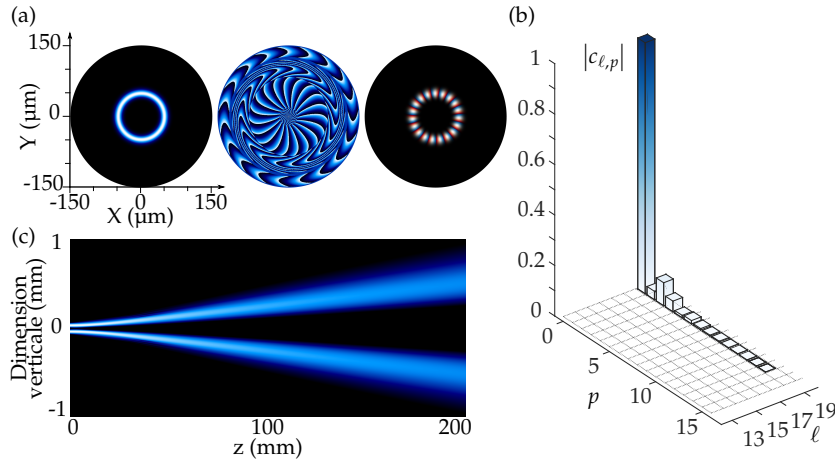 (a)
150
0
-150
Y (µm)
-150
0
150
X (µm)
(b)
|cℓ,p|
1
0.8
0.6
0.4
0.2
0
0
5
10
15
p
13
15
17
19
ℓ
(c)
1
0
-1
Dimension
verticale (mm)
0
100
200
z (mm)